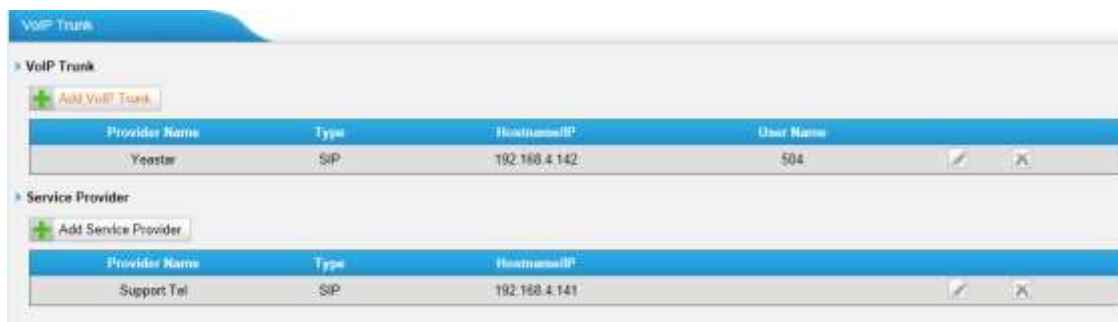 VoIP Trunk
VoIP Trunk
Add VoIP Trunk
Provider Name Type Hostname/IP User Name
Yeastar SIP 192.168.4.142 504
Service Provider
Add Service Provider
Provider Name Type Hostname/IP
Support Tel SIP 192.168.4.141